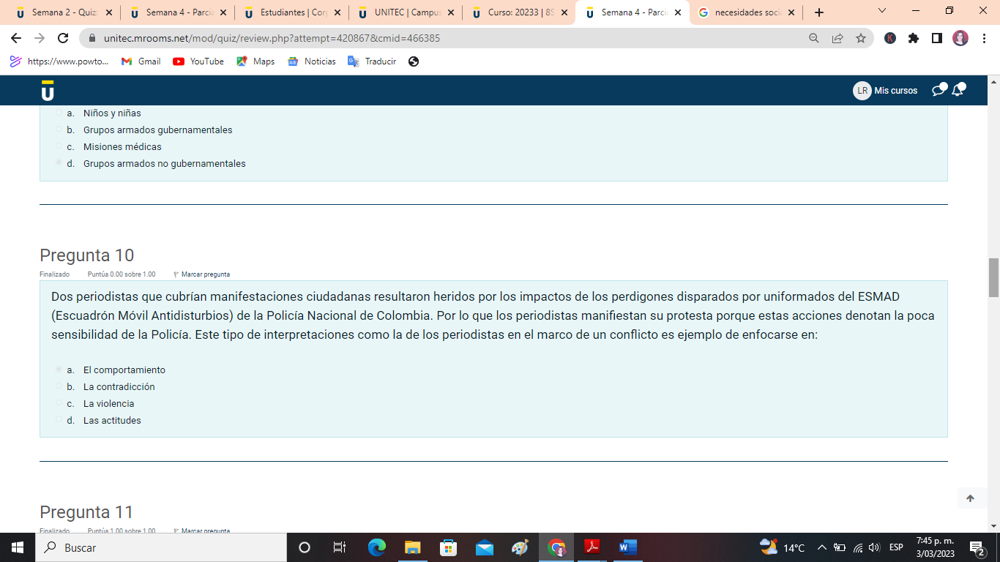 Semana 2 - Quiz:
Semana 4 - Parcia
Estudiantes | Corp
UNITEC | Campus
Curso: 20233 | 8S
Semana 4 - Parcia
necesidades socia
unitec.mrooms.net/mod/quiz/review.php?attempt=420867&cmid=466385
K
https://www.powto...
Gmail
YouTube
Maps
Noticias
Traducir
LR Mis cursos
a. Niños y niñas
b. Grupos armados gubernamentales
c. Misiones médicas
d. Grupos armados no gubernamentales
Pregunta 10
Finalizado Puntúa 0.00 sobre 1.00 Marcar pregunta
Dos periodistas que cubrían manifestaciones ciudadanas resultaron heridos por los impactos de los perdigones disparados por uniformados del ESMAD
(Escuadrón Móvil Antidisturbios) de la Policía Nacional de Colombia. Por lo que los periodistas manifiestan su protesta porque estas acciones denotan la poca
sensibilidad de la Policía. Este tipo de interpretaciones como la de los periodistas en el marco de un conflicto es ejemplo de enfocarse en:
a. El comportamiento
b. La contradicción
c. La violencia
d. Las actitudes
Pregunta 11
Finalizado Puntúa 1.00 sobre 1.00 Marcar pregunta
Buscar
14°C
ESP
7:45 p. m.
3/03/2023
2